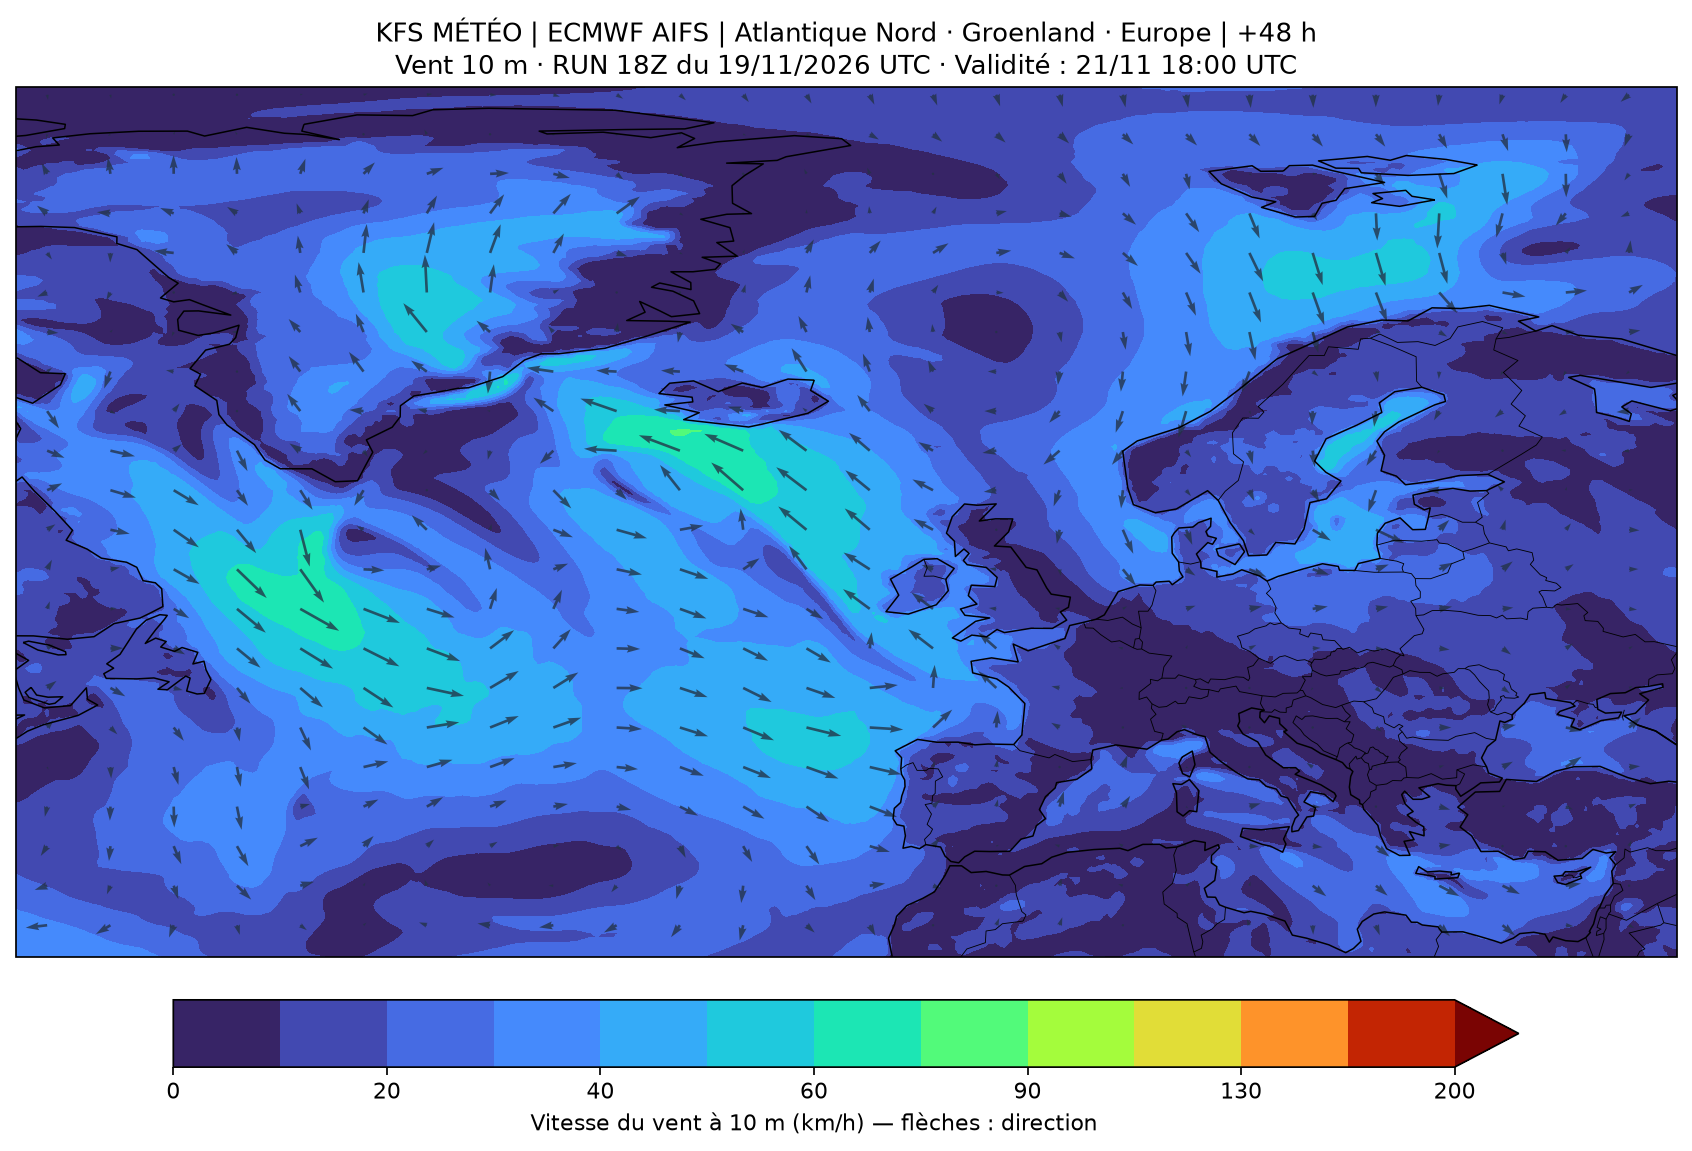 KFS MÉTÉO | ECMWF AIFS | Atlantique Nord · Groenland · Europe | +48 h
Vent 10 m · RUN 18Z du 19/11/2026 UTC · Validité : 21/11 18:00 UTC
0 20 40 60 90 130 200
Vitesse du vent à 10 m (km/h) — flèches : direction